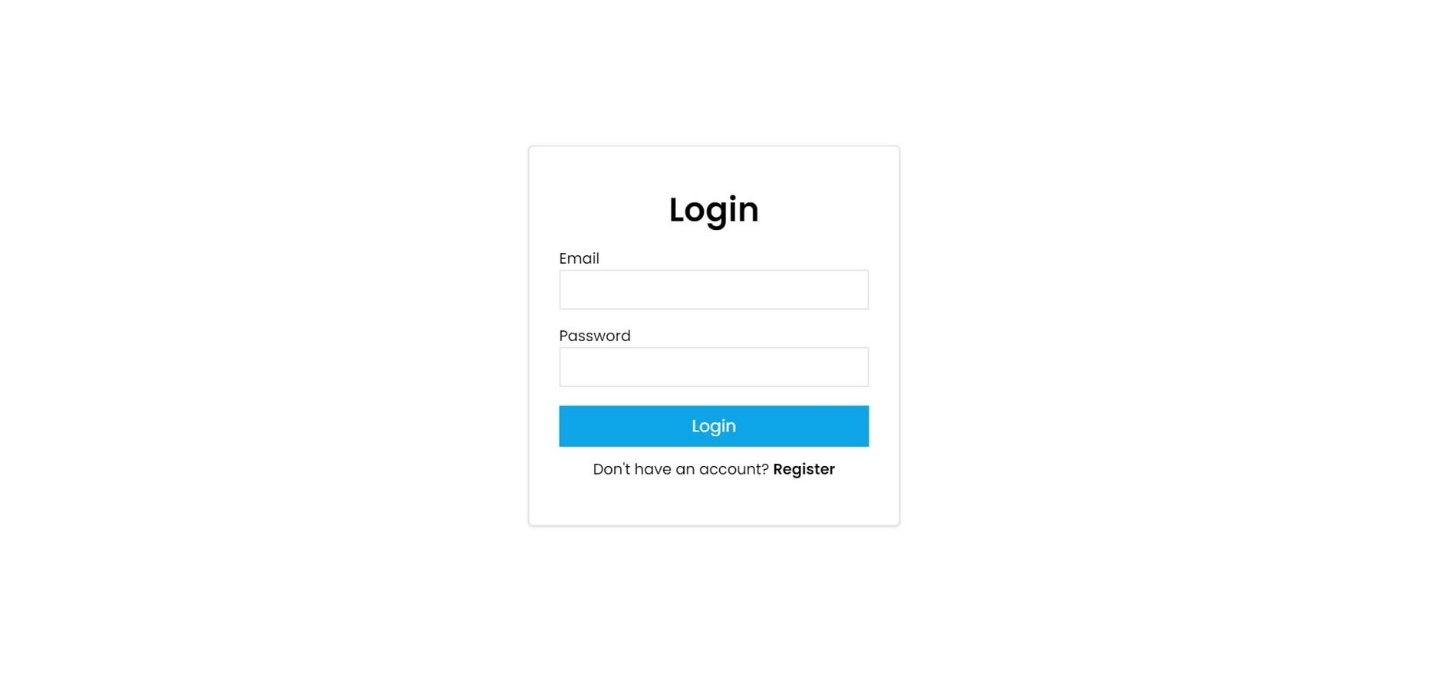 Login
Email
Password
Login
Don't have an account? Register